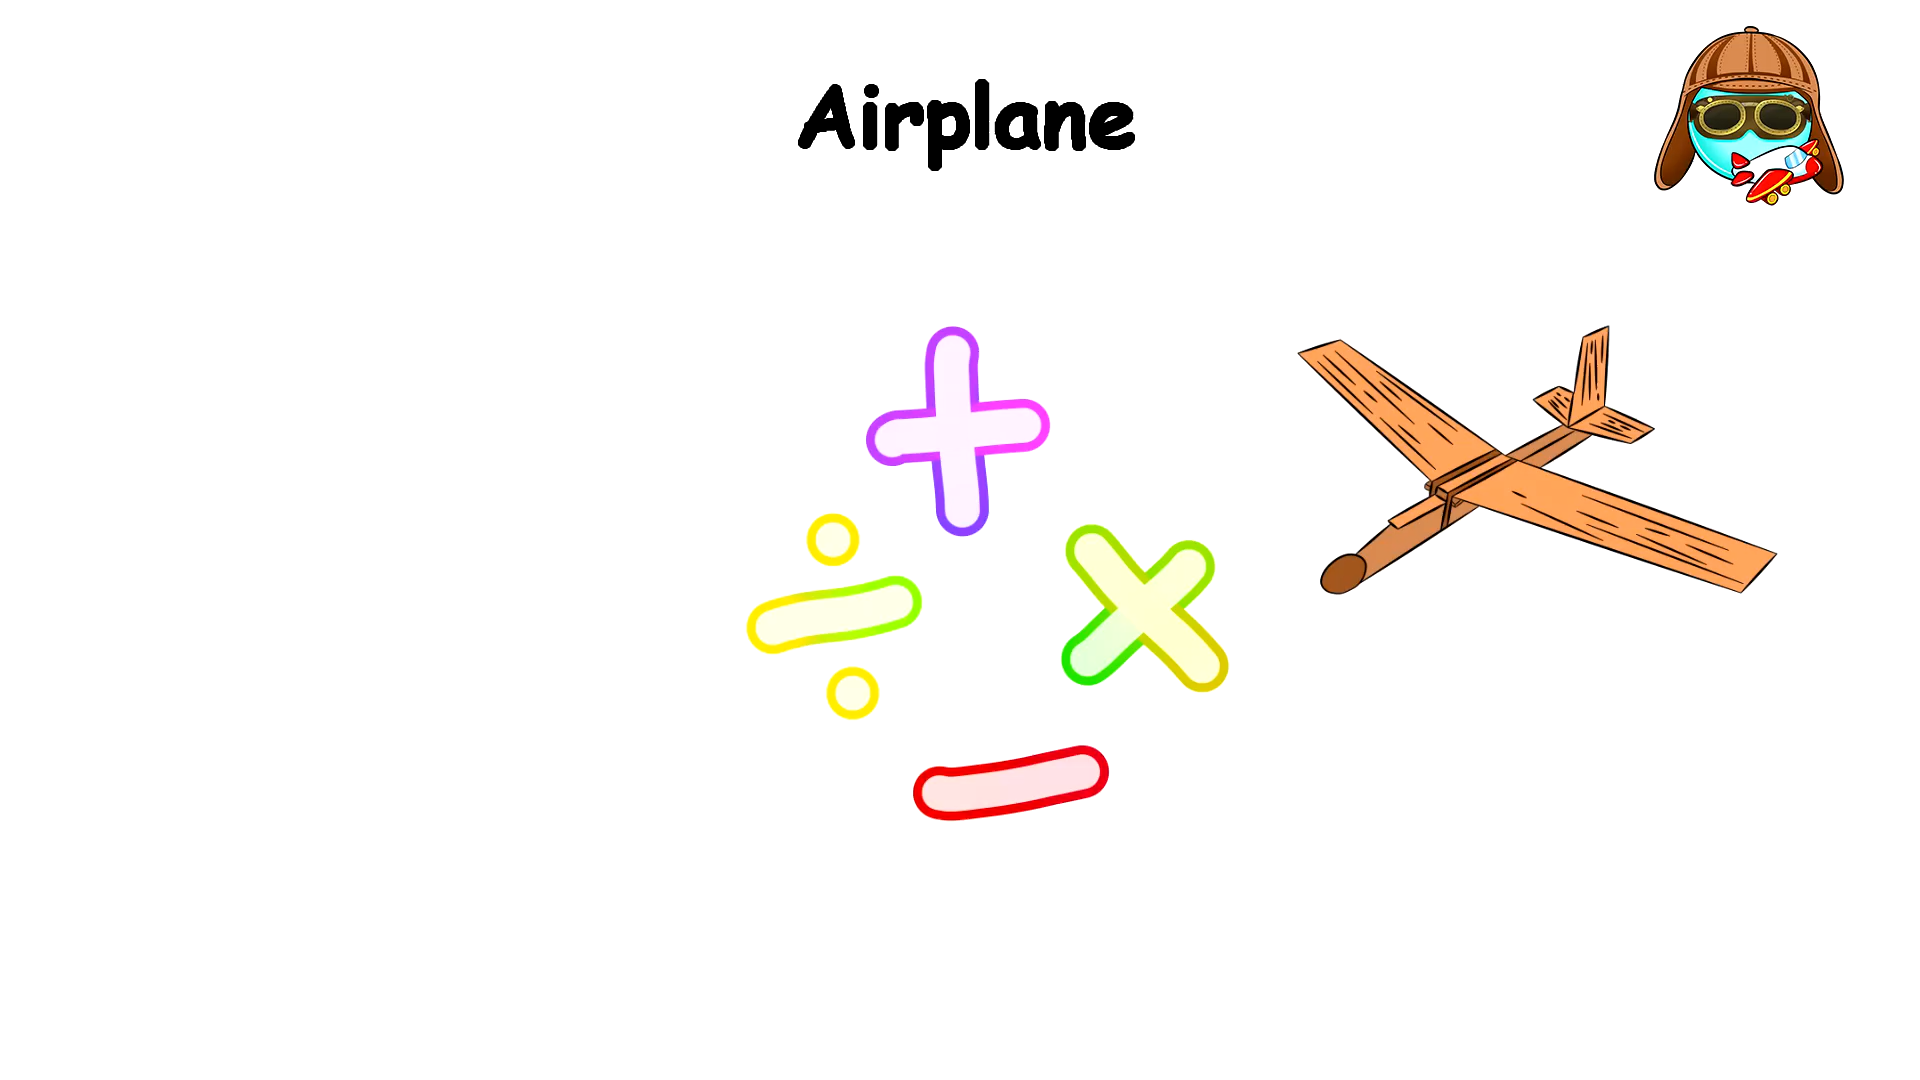 Airplane
+
÷ ×
−